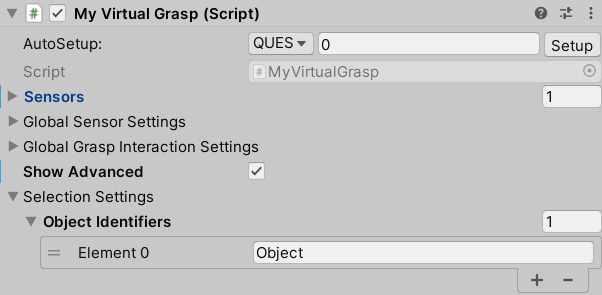 My Virtual Grasp (Script)
AutoSetup: QUES 0 Setup
Script # MyVirtualGrasp
Sensors 1
Global Sensor Settings
Global Grasp Interaction Settings
Show Advanced
Selection Settings
Object Identifiers 1
Element 0 Object
+ −